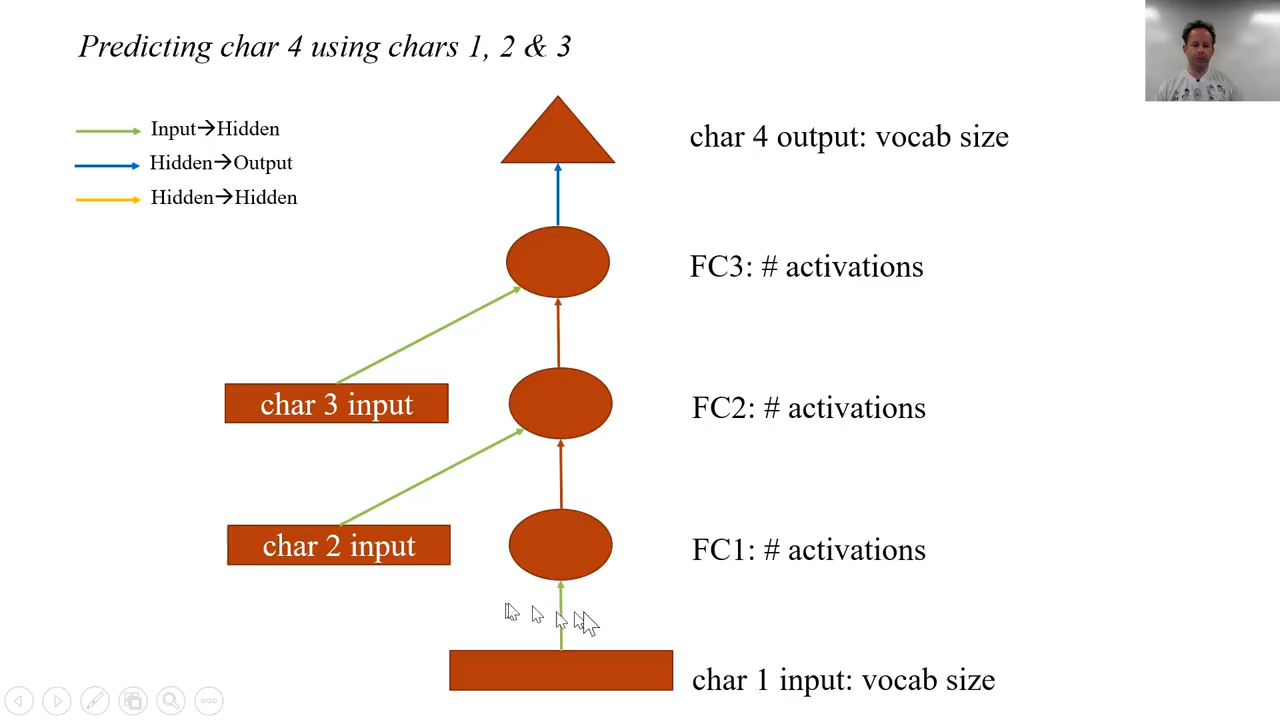 Predicting char 4 using chars 1, 2 & 3
Input→Hidden
Hidden→Output
Hidden→Hidden
char 4 output: vocab size
FC3: # activations
char 3 input
FC2: # activations
char 2 input
FC1: # activations
char 1 input: vocab size